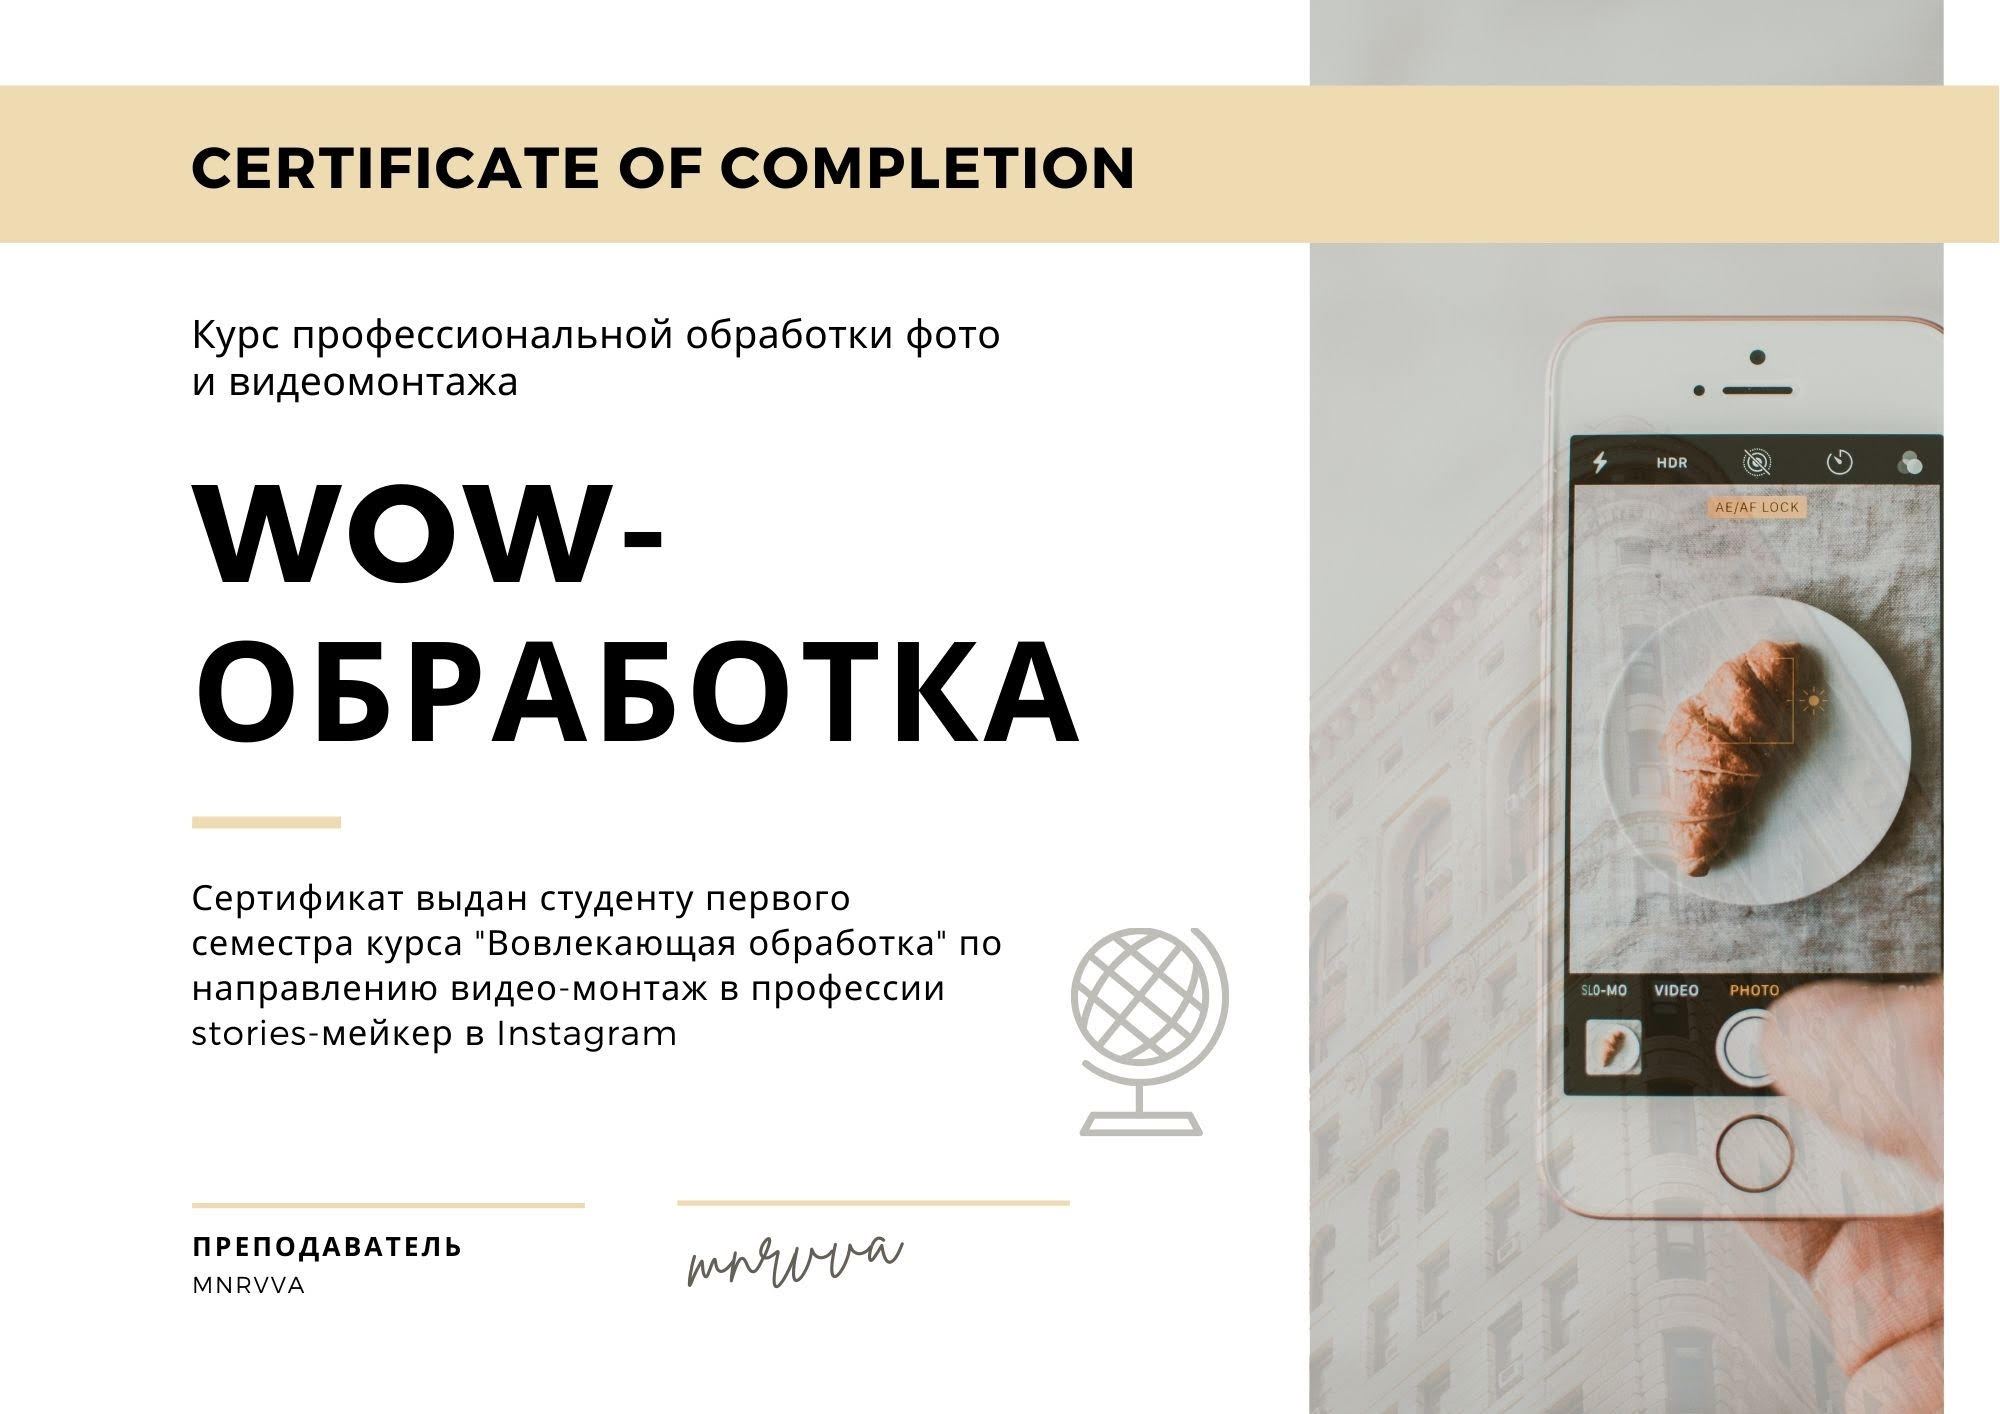 CERTIFICATE OF COMPLETION
Курс профессиональной обработки фото
и видеомонтажа
WOW-
ОБРАБОТКА
Сертификат выдан студенту первого
семестра курса "Вовлекающая обработка" по
направлению видео-монтаж в профессии
stories-мейкер в Instagram
ПРЕПОДАВАТЕЛЬ
MNRVVA
mnrvva
HDR
AE/AF LOCK
SLO-MO VIDEO PHOTO